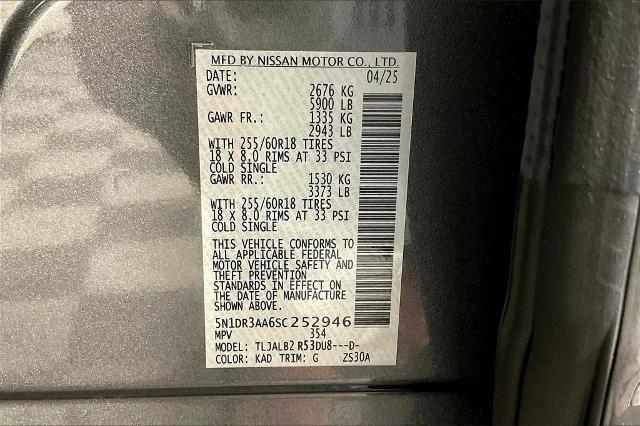 MFD BY NISSAN MOTOR CO., LTD.
DATE: 04/25
GVWR: 2676 KG
5900 LB
GAWR FR.: 1335 KG
2943 LB
WITH 255/60R18 TIRES
18 X 8.0 RIMS AT 33 PSI
COLD SINGLE
GAWR RR.: 1530 KG
3373 LB
WITH 255/60R18 TIRES
18 X 8.0 RIMS AT 33 PSI
COLD SINGLE
THIS VEHICLE CONFORMS TO
ALL APPLICABLE FEDERAL
MOTOR VEHICLE SAFETY AND
THEFT PREVENTION
STANDARDS IN EFFECT ON
THE DATE OF MANUFACTURE
SHOWN ABOVE.
5N1DR3AA6SC252946
MPV 354
MODEL: TLJALB2 R53DU8---D-
COLOR: KAD TRIM: G ZS30A